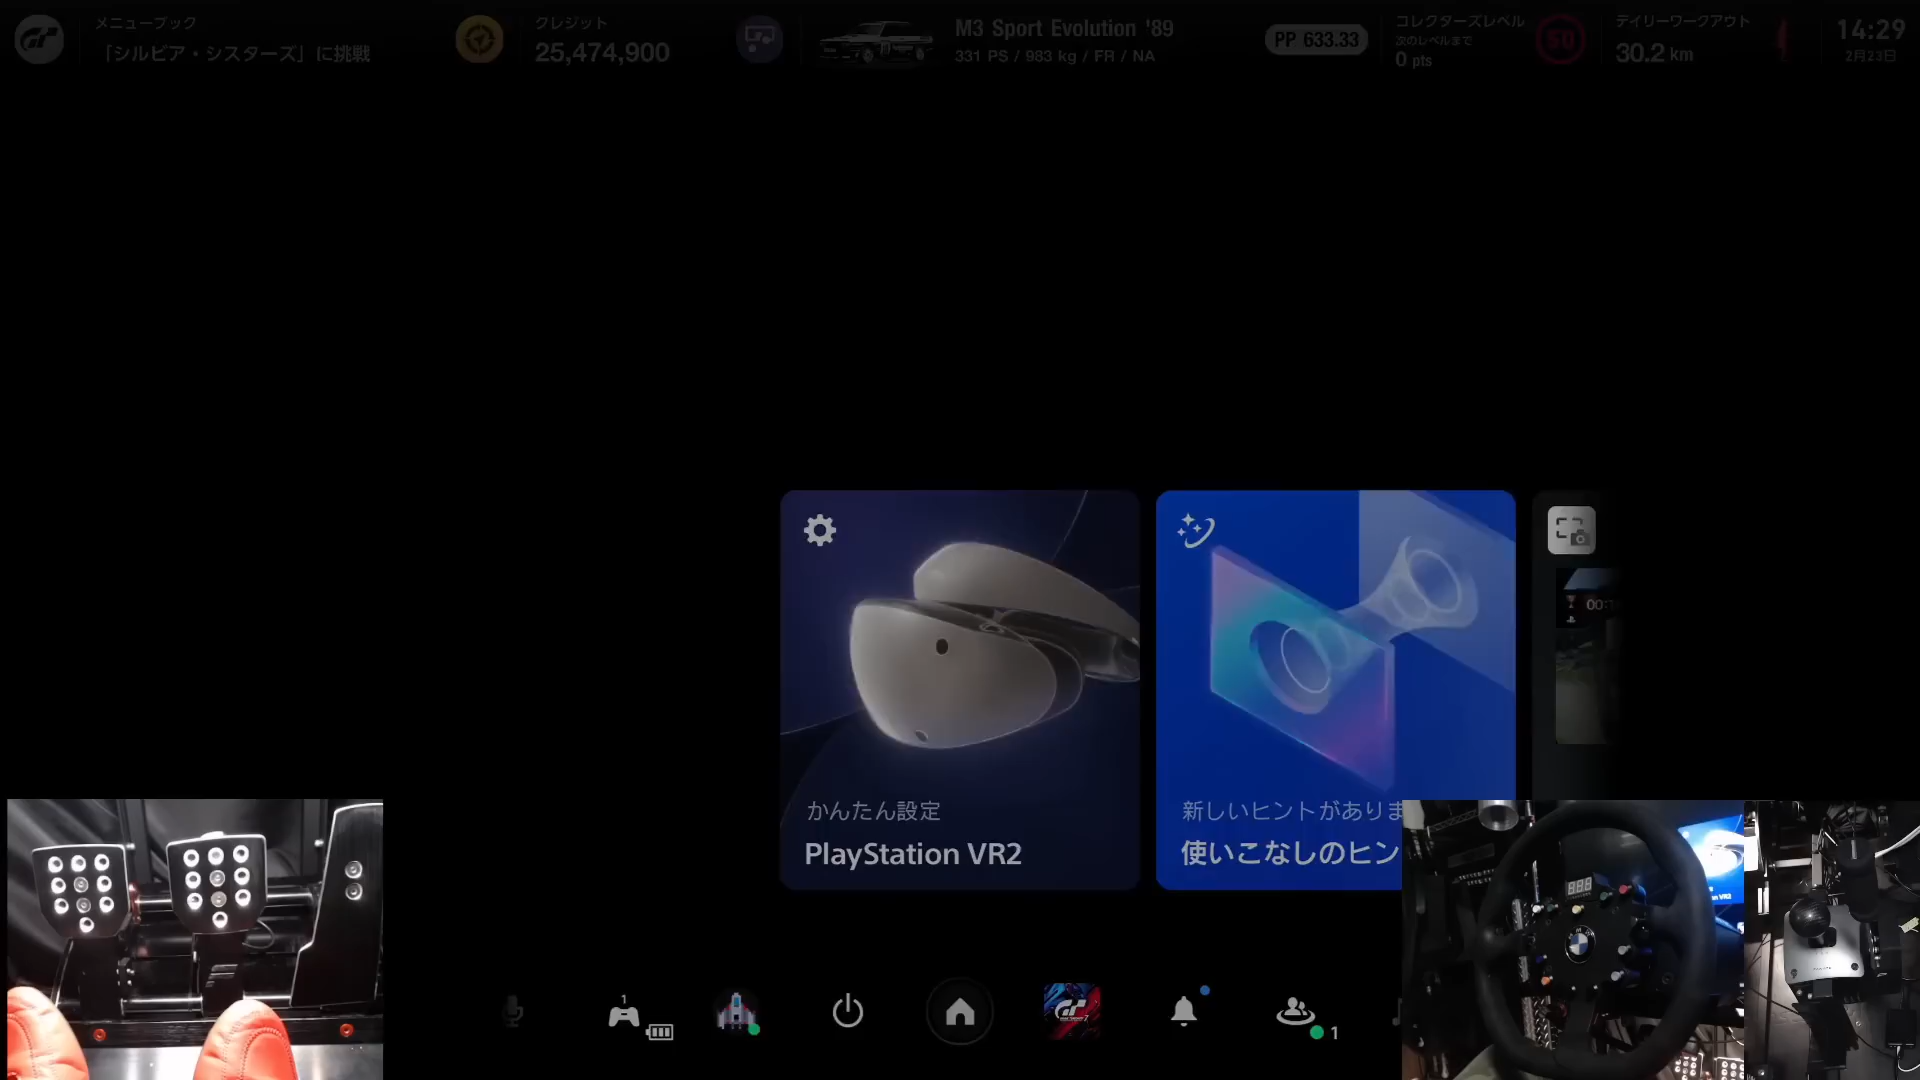 メニューブック
「シルビア・シスターズ」に挑戦
クレジット
25,474,900
M3 Sport Evolution '89
331 PS / 983 kg / FR / NA
PP 633.33
コレクターズレベル
次のレベルまで
0 pts
50
デイリーワークアウト
30.2 km
14:29
2月23日
かんたん設定
PlayStation VR2
新しいヒントがありま
使いこなしのヒン
1
1